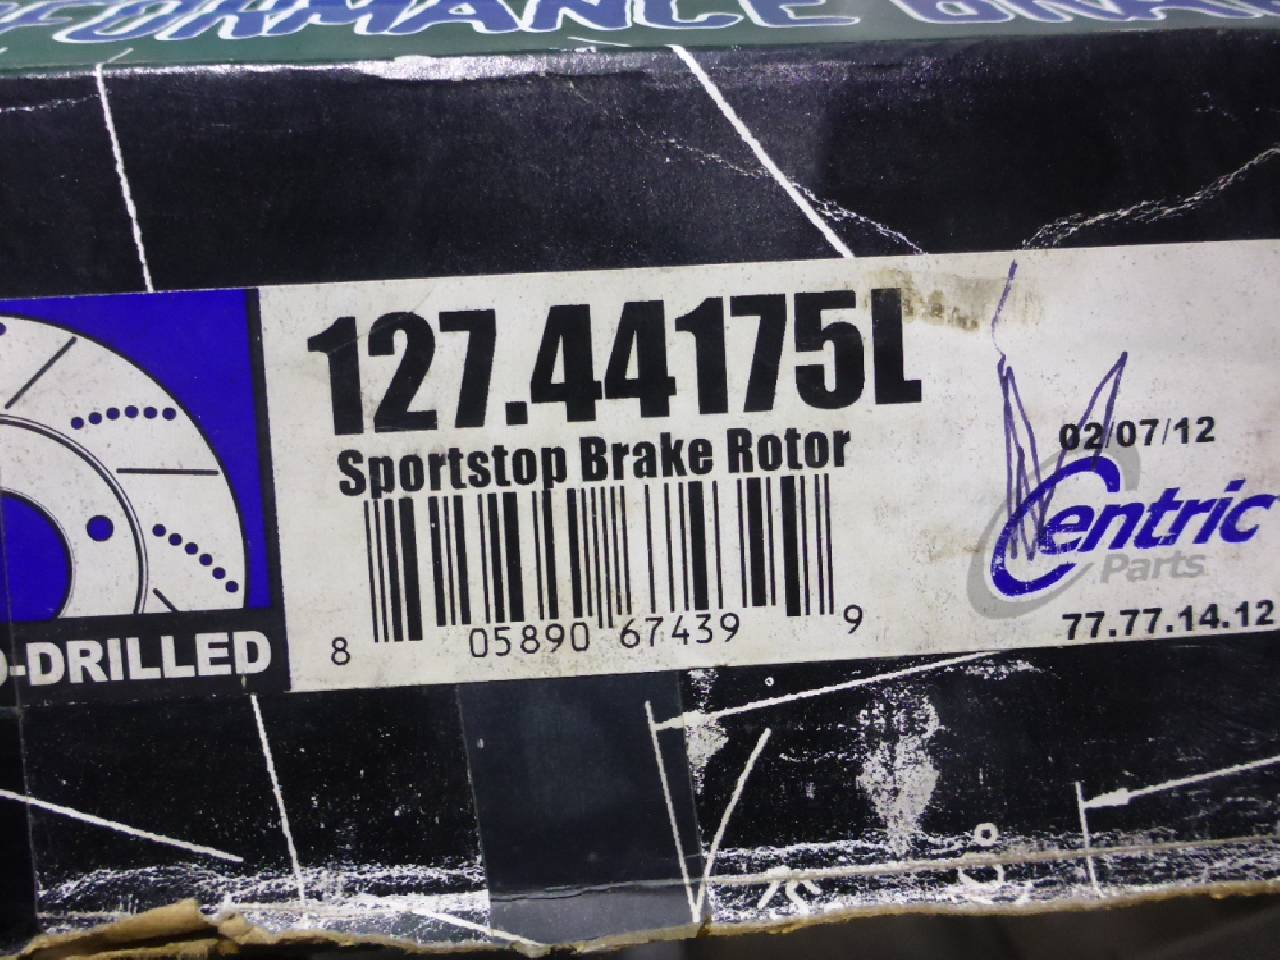 127.44175L
Sportstop Brake Rotor
02/07/12
Centric
Parts
8 05890 67439 9
77.77.14.12
-DRILLED